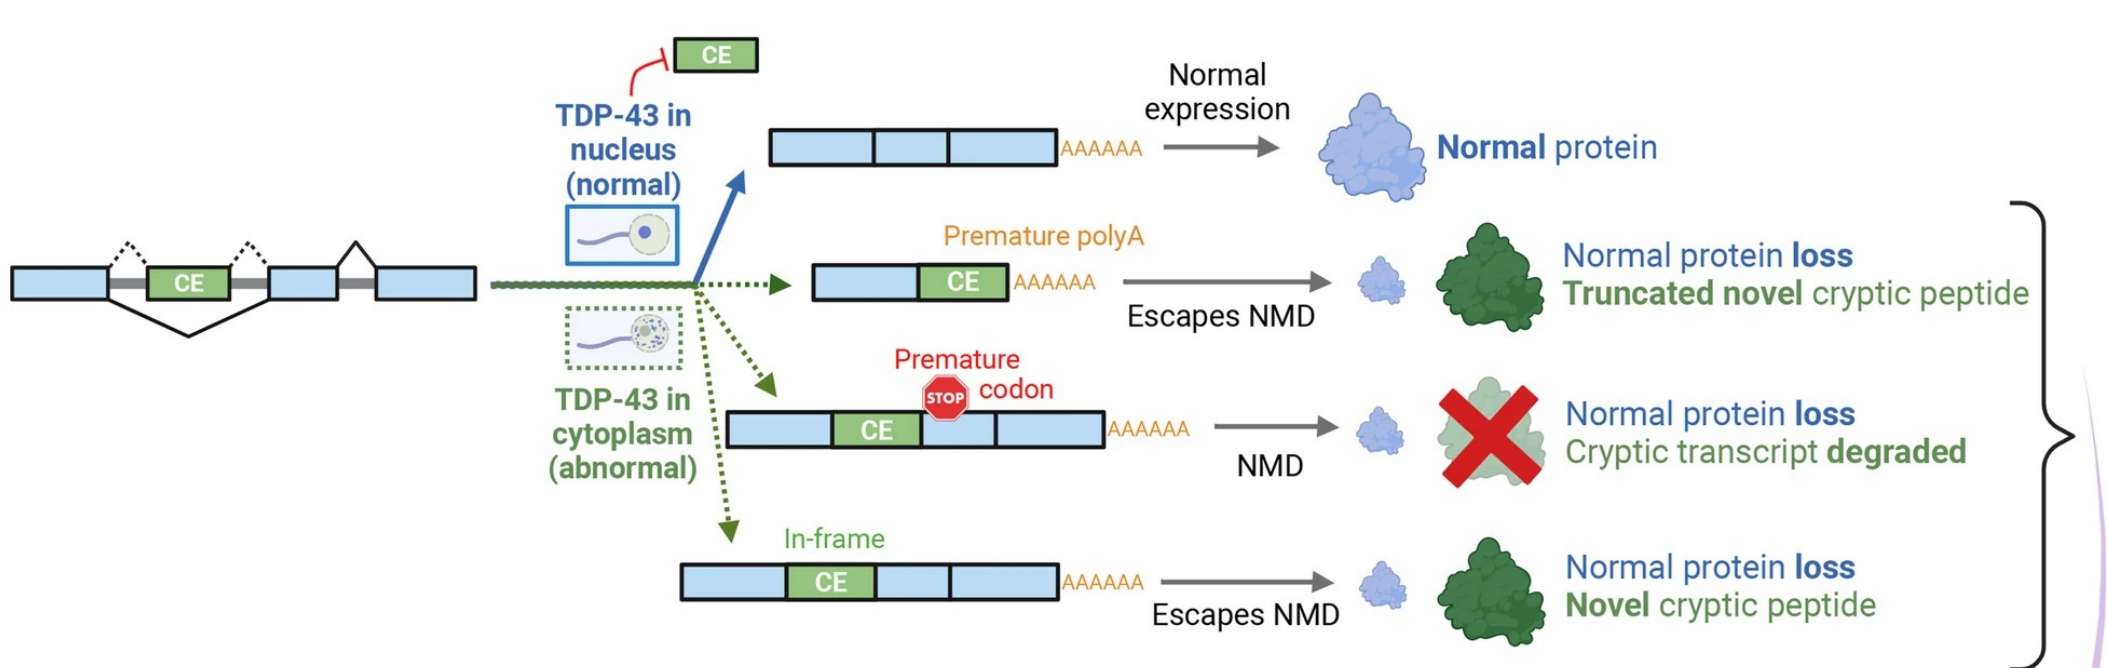 CE
TDP-43 in
nucleus
(normal)
CE
TDP-43 in
cytoplasm
(abnormal)
AAAAAA
Normal
expression
Normal protein
Premature polyA
CE
AAAAAA
Escapes NMD
Normal protein loss
Truncated novel cryptic peptide
Premature
STOP codon
CE
AAAAAA
NMD
Normal protein loss
Cryptic transcript degraded
In-frame
CE
AAAAAA
Escapes NMD
Normal protein loss
Novel cryptic peptide